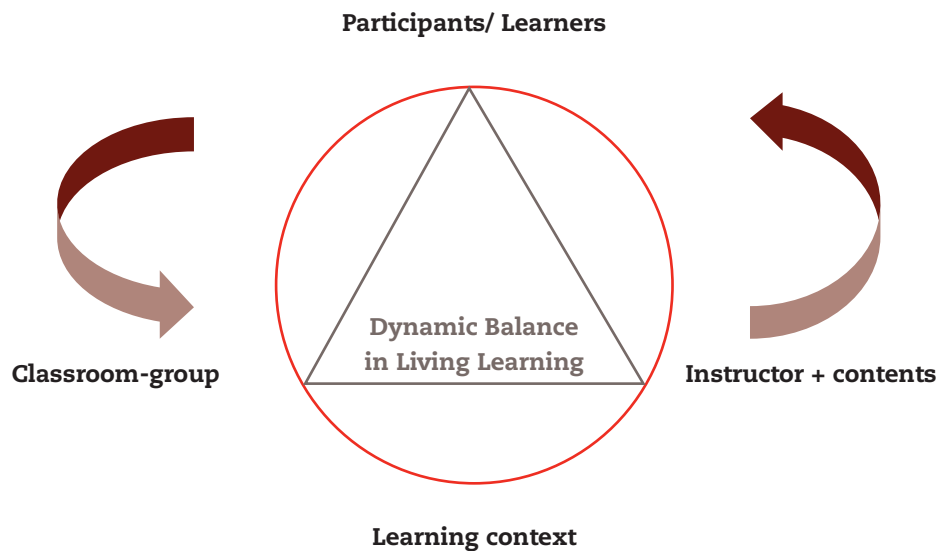 Participants/ Learners
Dynamic Balance
in Living Learning
Classroom-group
Instructor + contents
Learning context